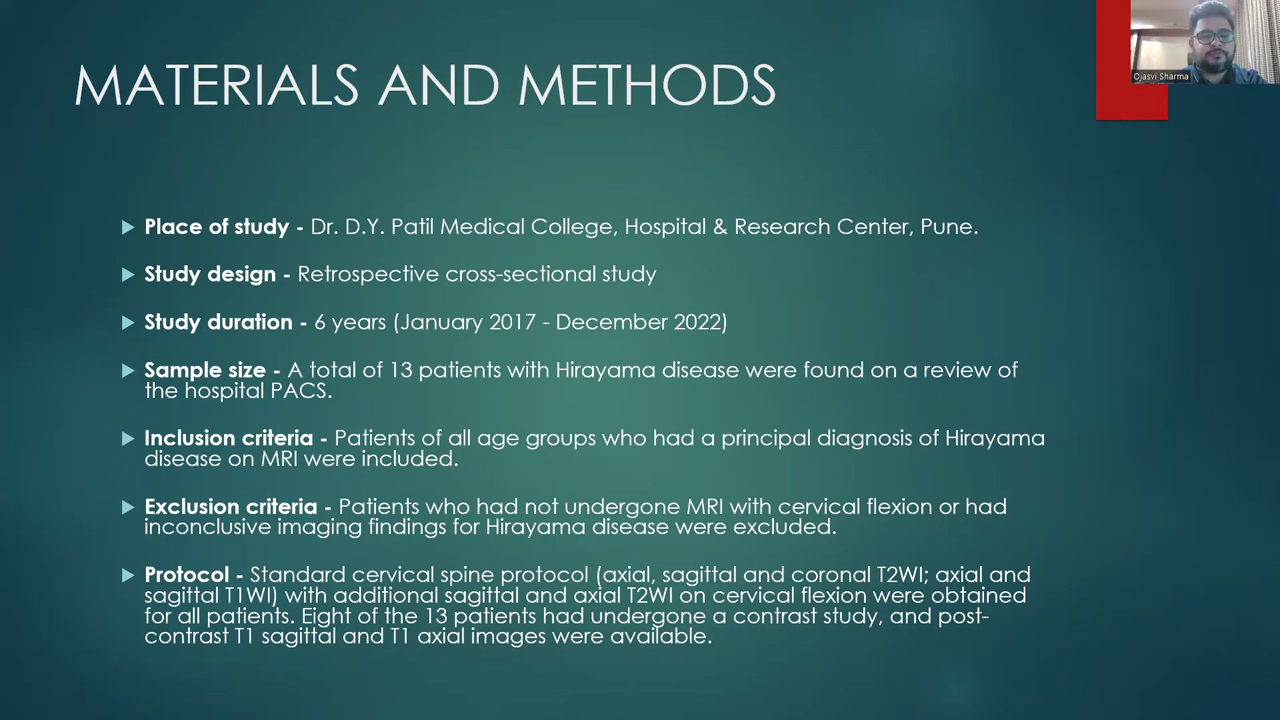 MATERIALS AND METHODS
Ojasvi Sharma
Place of study - Dr. D.Y. Patil Medical College, Hospital & Research Center, Pune.
Study design - Retrospective cross-sectional study
Study duration - 6 years (January 2017 - December 2022)
Sample size - A total of 13 patients with Hirayama disease were found on a review of
the hospital PACS.
Inclusion criteria - Patients of all age groups who had a principal diagnosis of Hirayama
disease on MRI were included.
Exclusion criteria - Patients who had not undergone MRI with cervical flexion or had
inconclusive imaging findings for Hirayama disease were excluded.
Protocol - Standard cervical spine protocol (axial, sagittal and coronal T2WI; axial and
sagittal T1WI) with additional sagittal and axial T2WI on cervical flexion were obtained
for all patients. Eight of the 13 patients had undergone a contrast study, and post-
contrast T1 sagittal and T1 axial images were available.